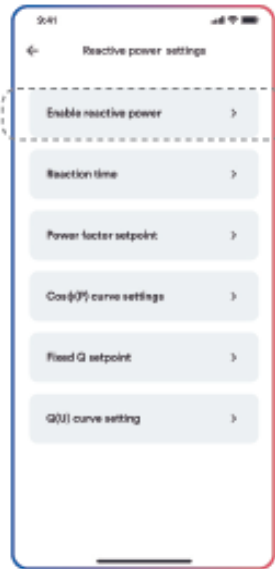 9:41
Reactive power settings
Enable reactive power
Reaction time
Power factor setpoint
Cosϕ(P) curve settings
Fixed Q setpoint
Q(U) curve setting